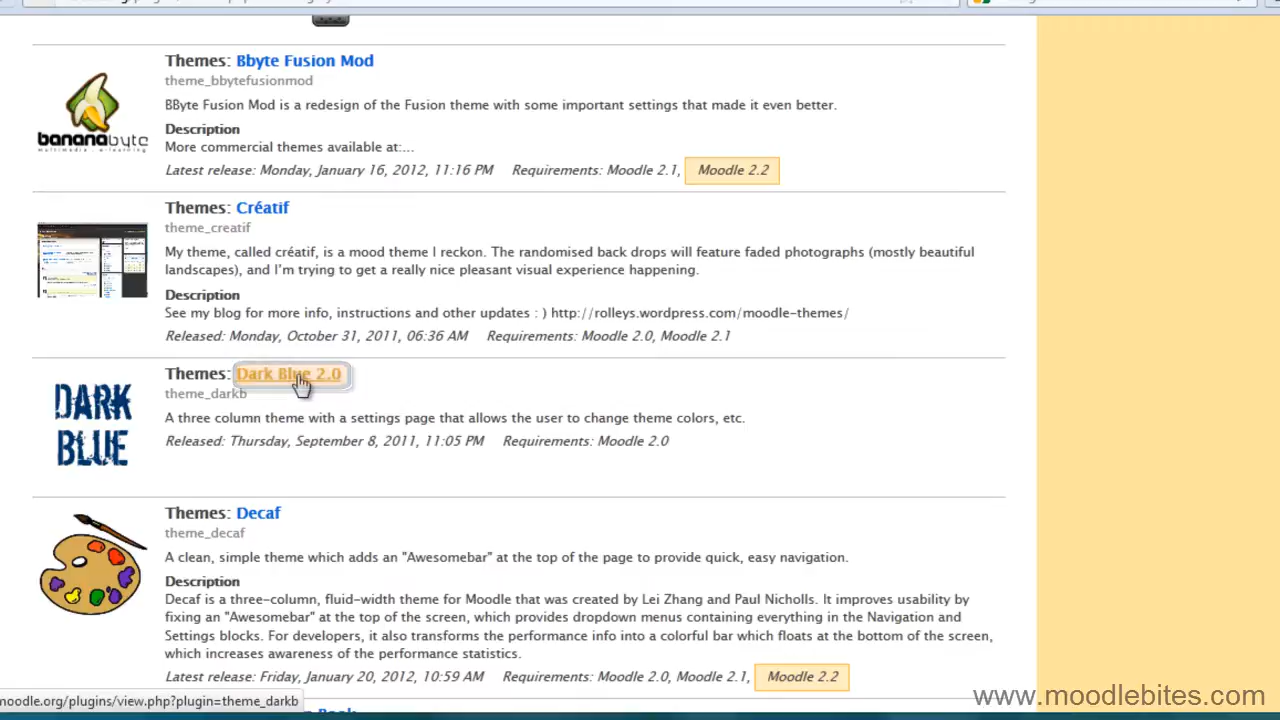 Themes: Bbyte Fusion Mod
theme_bbytefusionmod
BByte Fusion Mod is a redesign of the Fusion theme with some important settings that made it even better.
bananabyte
Description
More commercial themes available at:...
Latest release: Monday, January 16, 2012, 11:16 PM Requirements: Moodle 2.1, Moodle 2.2
Themes: Créatif
theme_creatif
My theme, called créatif, is a mood theme I reckon. The randomised back drops will feature faded photographs (mostly beautiful
landscapes), and I'm trying to get a really nice pleasant visual experience happening.
Description
See my blog for more info, instructions and other updates : ) http://rolleys.wordpress.com/moodle-themes/
Released: Monday, October 31, 2011, 06:36 AM Requirements: Moodle 2.0, Moodle 2.1
Themes: Dark Blue 2.0
theme_darkb
DARK
BLUE
A three column theme with a settings page that allows the user to change theme colors, etc.
Released: Thursday, September 8, 2011, 11:05 PM Requirements: Moodle 2.0
Themes: Decaf
theme_decaf
A clean, simple theme which adds an "Awesomebar" at the top of the page to provide quick, easy navigation.
Description
Decaf is a three-column, fluid-width theme for Moodle that was created by Lei Zhang and Paul Nicholls. It improves usability by
fixing an "Awesomebar" at the top of the screen, which provides dropdown menus containing everything in the Navigation and
Settings blocks. For developers, it also transforms the performance info into a colorful bar which floats at the bottom of the screen,
which increases awareness of the performance statistics.
Latest release: Friday, January 20, 2012, 10:59 AM Requirements: Moodle 2.0, Moodle 2.1, Moodle 2.2
moodle.org/plugins/view.php?plugin=theme_darkb
www.moodlebites.com